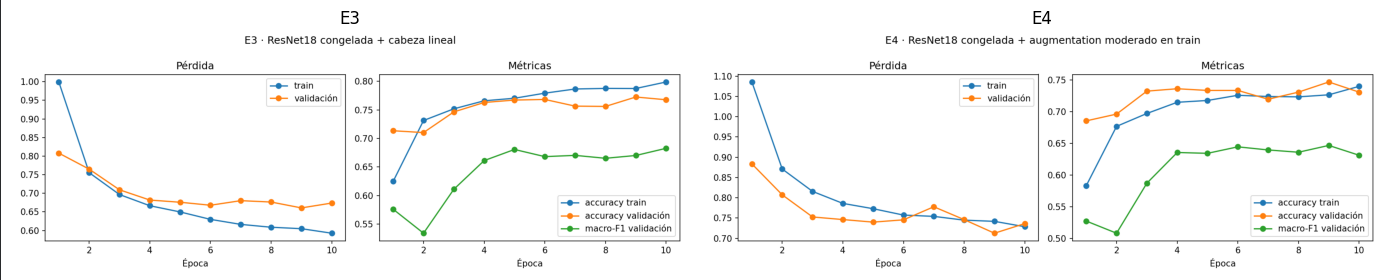 E3
E3 · ResNet18 congelada + cabeza lineal
Pérdida
1.00
0.95
0.90
0.85
0.80
0.75
0.70
0.65
0.60
train
validación
2
4
6
8
10
Época
Métricas
0.80
0.75
0.70
0.65
0.60
0.55
accuracy train
accuracy validación
macro-F1 validación
2
4
6
8
10
Época
E4
E4 · ResNet18 congelada + augmentation moderado en train
Pérdida
1.10
1.05
1.00
0.95
0.90
0.85
0.80
0.75
0.70
train
validación
2
4
6
8
10
Época
Métricas
0.75
0.70
0.65
0.60
0.55
0.50
accuracy train
accuracy validación
macro-F1 validación
2
4
6
8
10
Época